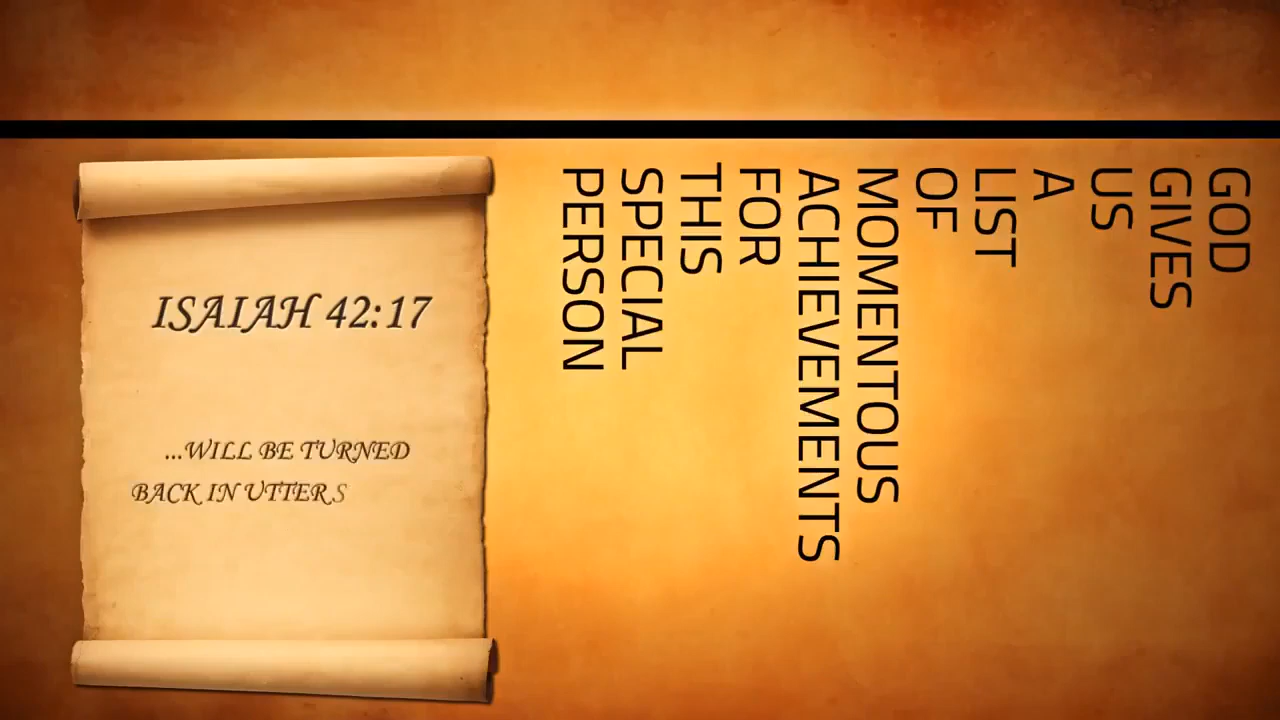 ISAIAH 42:17
...WILL BE TURNED
BACK IN UTTER S
GOD
GIVES
US
A
LIST
OF
MOMENTOUS
ACHIEVEMENTS
FOR
THIS
SPECIAL
PERSON